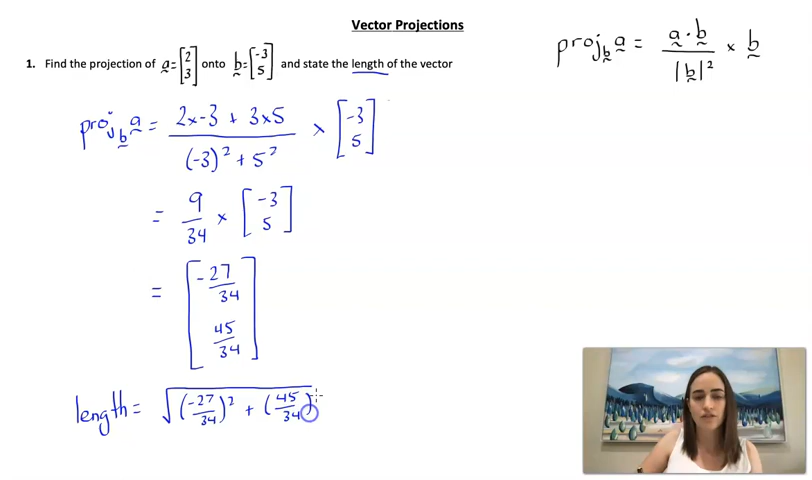 Vector Projections
1. Find the projection of a = [2 3] onto b = [-3 5] and state the length of the vector
proj_b a = a · b / |b|² × b
proj_b a = 2×-3 + 3×5 / (-3)² + 5² × [-3 5]
= 9/34 × [-3 5]
= [-27/34 45/34]
length = √(-27/34)² + (45/34)